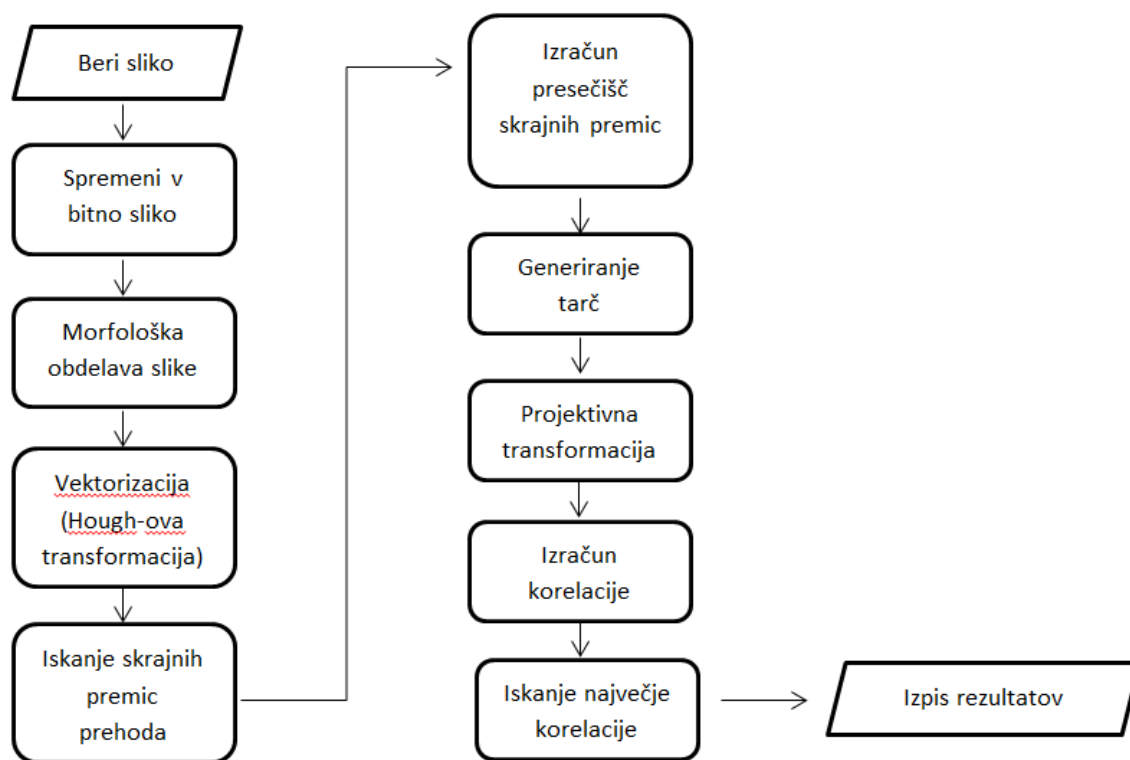 Beri sliko
Spremeni v
bitno sliko
Morfološka
obdelava slike
Vektorizacija
(Hough-ova
transformacija)
Iskanje skrajnih
premic
prehoda
Izračun
presečišč
skrajnih premic
Generiranje
tarč
Projektivna
transformacija
Izračun
korelacije
Iskanje največje
korelacije
Izpis rezultatov